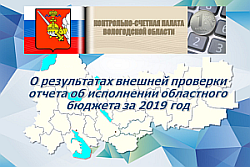 КОНТРОЛЬНО-СЧЕТНАЯ ПАЛАТА
ВОЛОГОДСКОЙ ОБЛАСТИ
О результатах внешней проверки
отчета об исполнении областного
бюджета за 2019 год